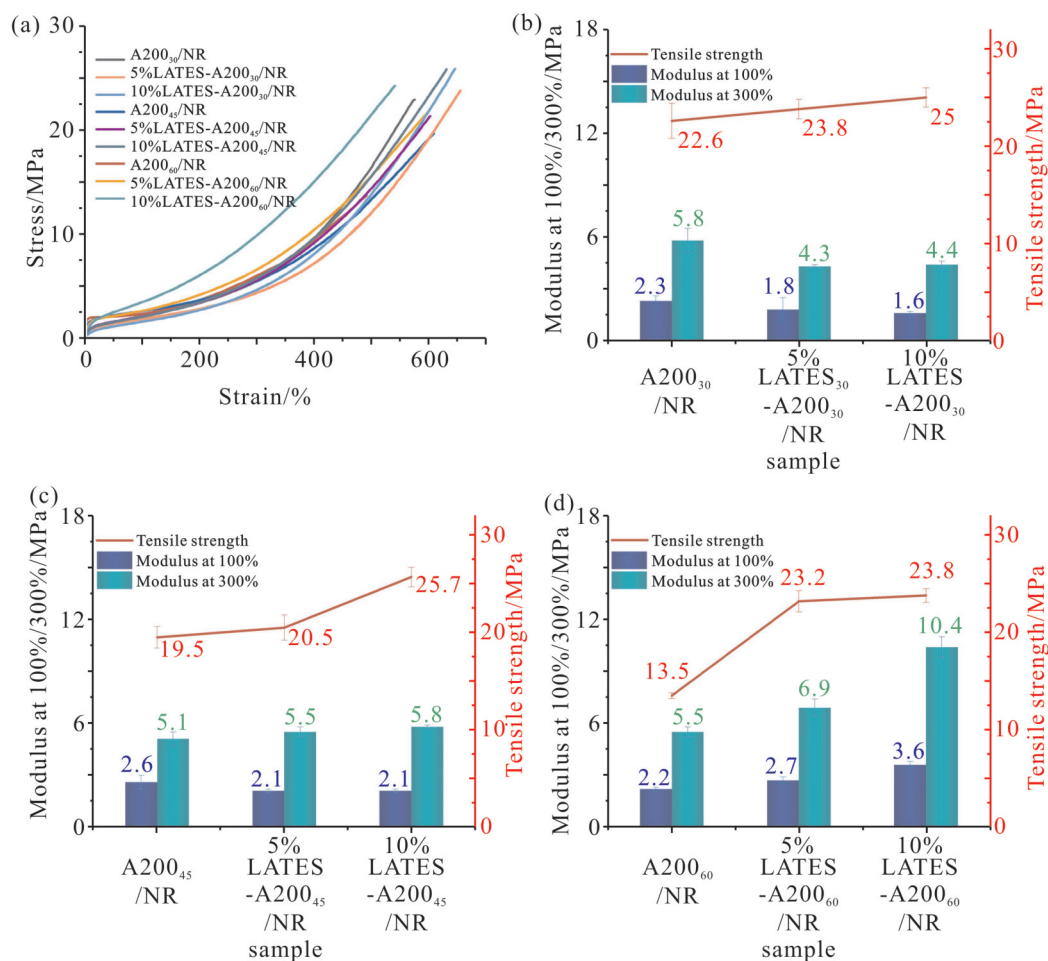 (a)
30
20
10
0
Stress/MPa
A200₃₀/NR
5%LATES-A200₃₀/NR
10%LATES-A200₃₀/NR
A200₄₅/NR
5%LATES-A200₄₅/NR
10%LATES-A200₄₅/NR
A200₆₀/NR
5%LATES-A200₆₀/NR
10%LATES-A200₆₀/NR
0 200 400 600
Strain/%
(b)
18
12
6
0
Modulus at 100%/300%/MPa
Tensile strength
Modulus at 100%
Modulus at 300%
22.6 23.8 25
5.8 4.3 4.4
2.3 1.8 1.6
30
20
10
0
Tensile strength/MPa
A200₃₀
/NR
5%
LATES₃₀
-A200₃₀
/NR
sample
10%
LATES
-A200₃₀
/NR
(c)
18
12
6
0
Modulus at 100%/300%/MPa
Tensile strength
Modulus at 100%
Modulus at 300%
19.5 20.5 25.7
5.1 5.5 5.8
2.6 2.1 2.1
30
20
10
0
Tensile strength/MPa
A200₄₅
/NR
5%
LATES
-A200₄₅
/NR
sample
10%
LATES
-A200₄₅
/NR
(d)
18
12
6
0
Modulus at 100%/300%/MPa
Tensile strength
Modulus at 100%
Modulus at 300%
13.5 23.2 23.8
5.5 6.9 10.4
2.2 2.7 3.6
30
20
10
0
Tensile strength/MPa
A200₆₀
/NR
5%
LATES
-A200₆₀
/NR
sample
10%
LATES
-A200₆₀
/NR